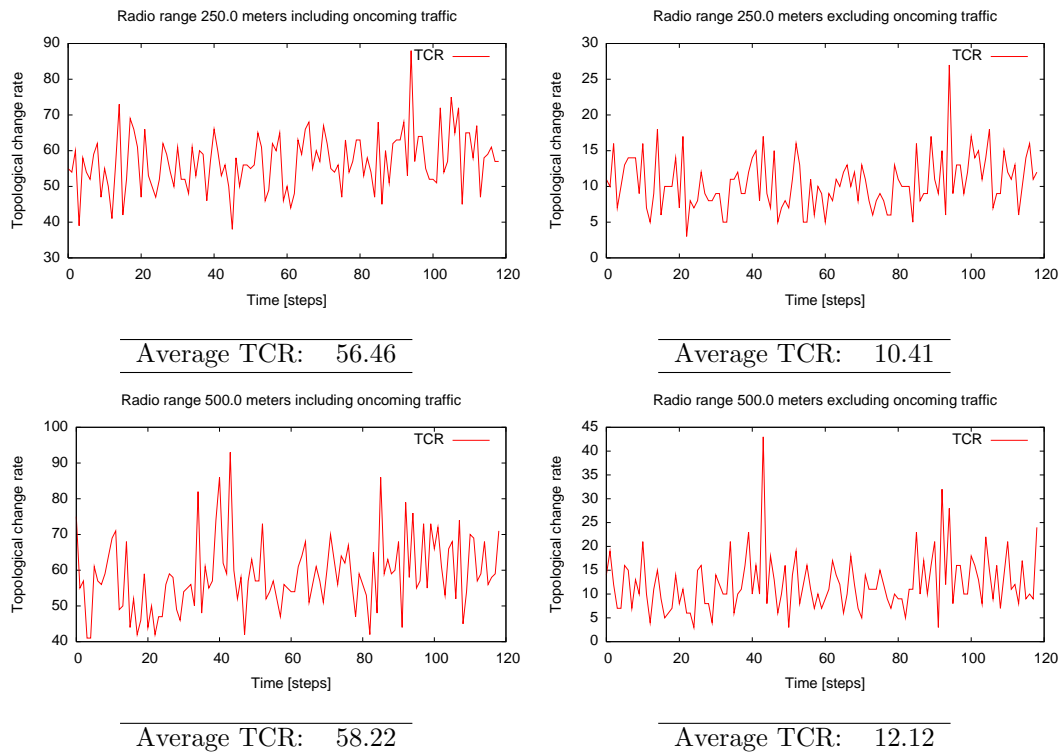 Radio range 250.0 meters including oncoming traffic
TCR
Topological change rate
90
80
70
60
50
40
30
0 20 40 60 80 100 120
Time [steps]
Average TCR: 56.46
Radio range 250.0 meters excluding oncoming traffic
TCR
Topological change rate
30
25
20
15
10
5
0
0 20 40 60 80 100 120
Time [steps]
Average TCR: 10.41
Radio range 500.0 meters including oncoming traffic
TCR
Topological change rate
100
90
80
70
60
50
40
0 20 40 60 80 100 120
Time [steps]
Average TCR: 58.22
Radio range 500.0 meters excluding oncoming traffic
TCR
Topological change rate
45
40
35
30
25
20
15
10
5
0
0 20 40 60 80 100 120
Time [steps]
Average TCR: 12.12